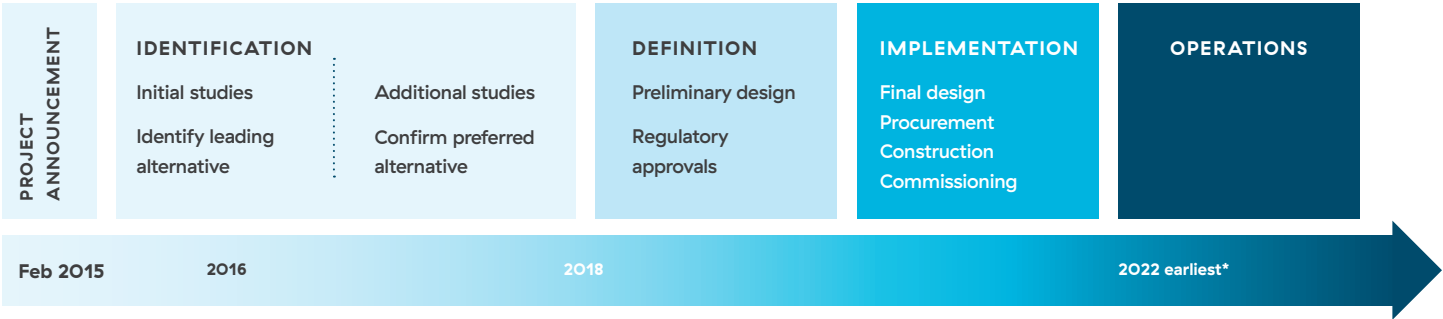 PROJECT
ANNOUNCEMENT
IDENTIFICATION
Initial studies
Identify leading
alternative
Additional studies
Confirm preferred
alternative
DEFINITION
Preliminary design
Regulatory
approvals
IMPLEMENTATION
Final design
Procurement
Construction
Commissioning
OPERATIONS
Feb 2015
2016
2018
2022 earliest*